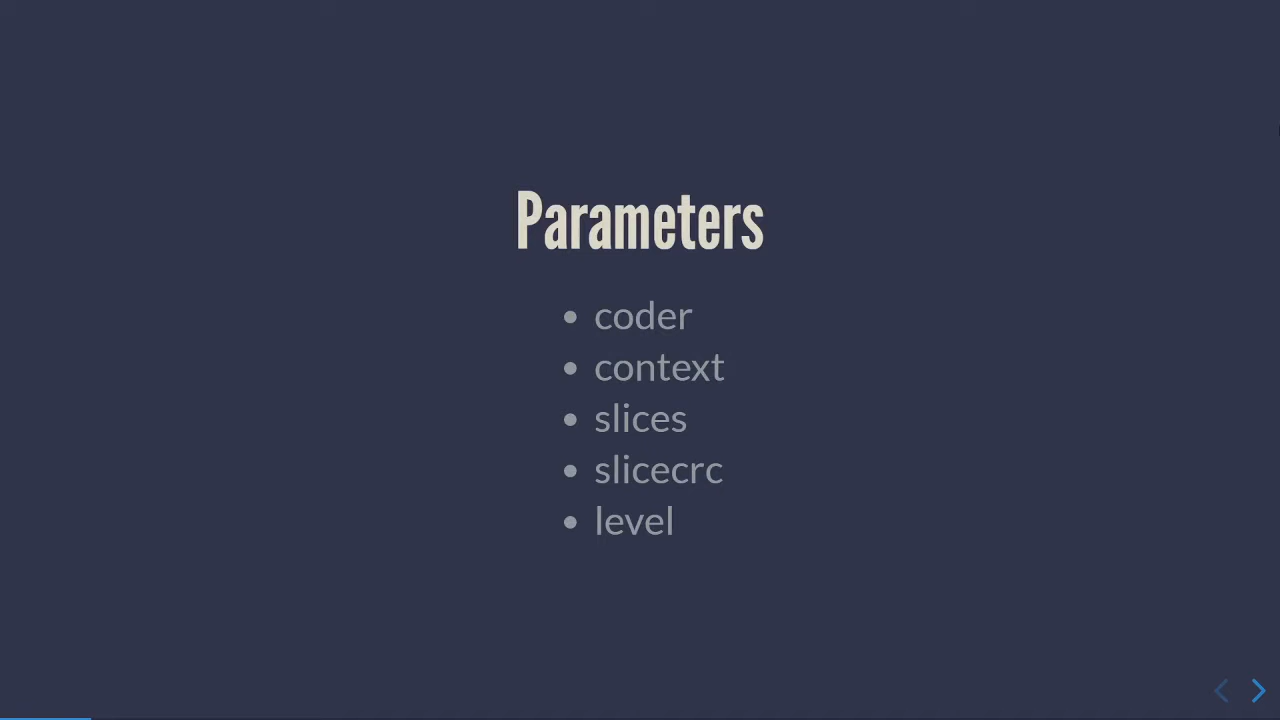 Parameters
coder
context
slices
slicecrc
level